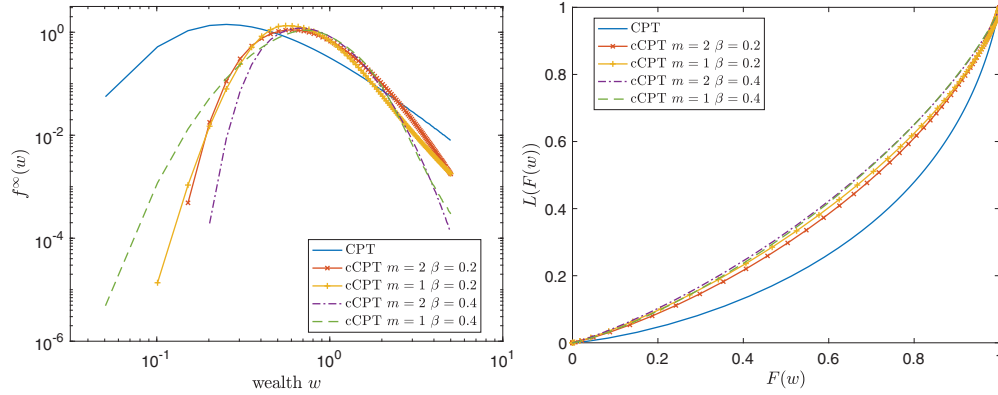 10^0
10^{-2}
10^{-4}
10^{-6}
f^∞(w)
CPT
cCPT m = 2 β = 0.2
cCPT m = 1 β = 0.2
cCPT m = 2 β = 0.4
cCPT m = 1 β = 0.4
10^{-1} 10^0 10^1
wealth w
1
0.8
0.6
0.4
0.2
0
L(F(w))
CPT
cCPT m = 2 β = 0.2
cCPT m = 1 β = 0.2
cCPT m = 2 β = 0.4
cCPT m = 1 β = 0.4
0 0.2 0.4 0.6 0.8
F(w)